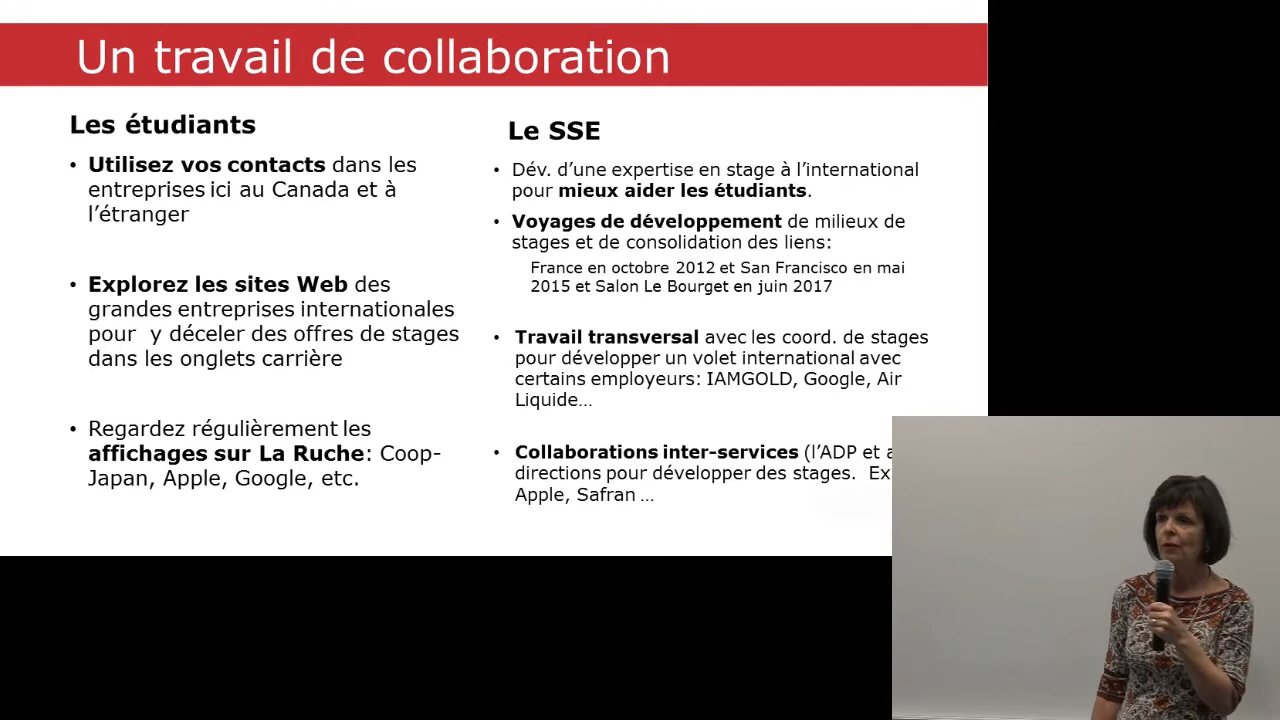 Un travail de collaboration
Les étudiants
• Utilisez vos contacts dans les
entreprises ici au Canada et à
l’étranger
• Explorez les sites Web des
grandes entreprises internationales
pour y déceler des offres de stages
dans les onglets carrière
• Regardez régulièrement les
affichages sur La Ruche: Coop-
Japan, Apple, Google, etc.
Le SSE
• Dév. d’une expertise en stage à l’international
pour mieux aider les étudiants.
• Voyages de développement de milieux de
stages et de consolidation des liens:
France en octobre 2012 et San Francisco en mai
2015 et Salon Le Bourget en juin 2017
• Travail transversal avec les coord. de stages
pour développer un volet international avec
certains employeurs: IAMGOLD, Google, Air
Liquide…
• Collaborations inter-services (l’ADP et
directions pour développer des stages. Ex
Apple, Safran …